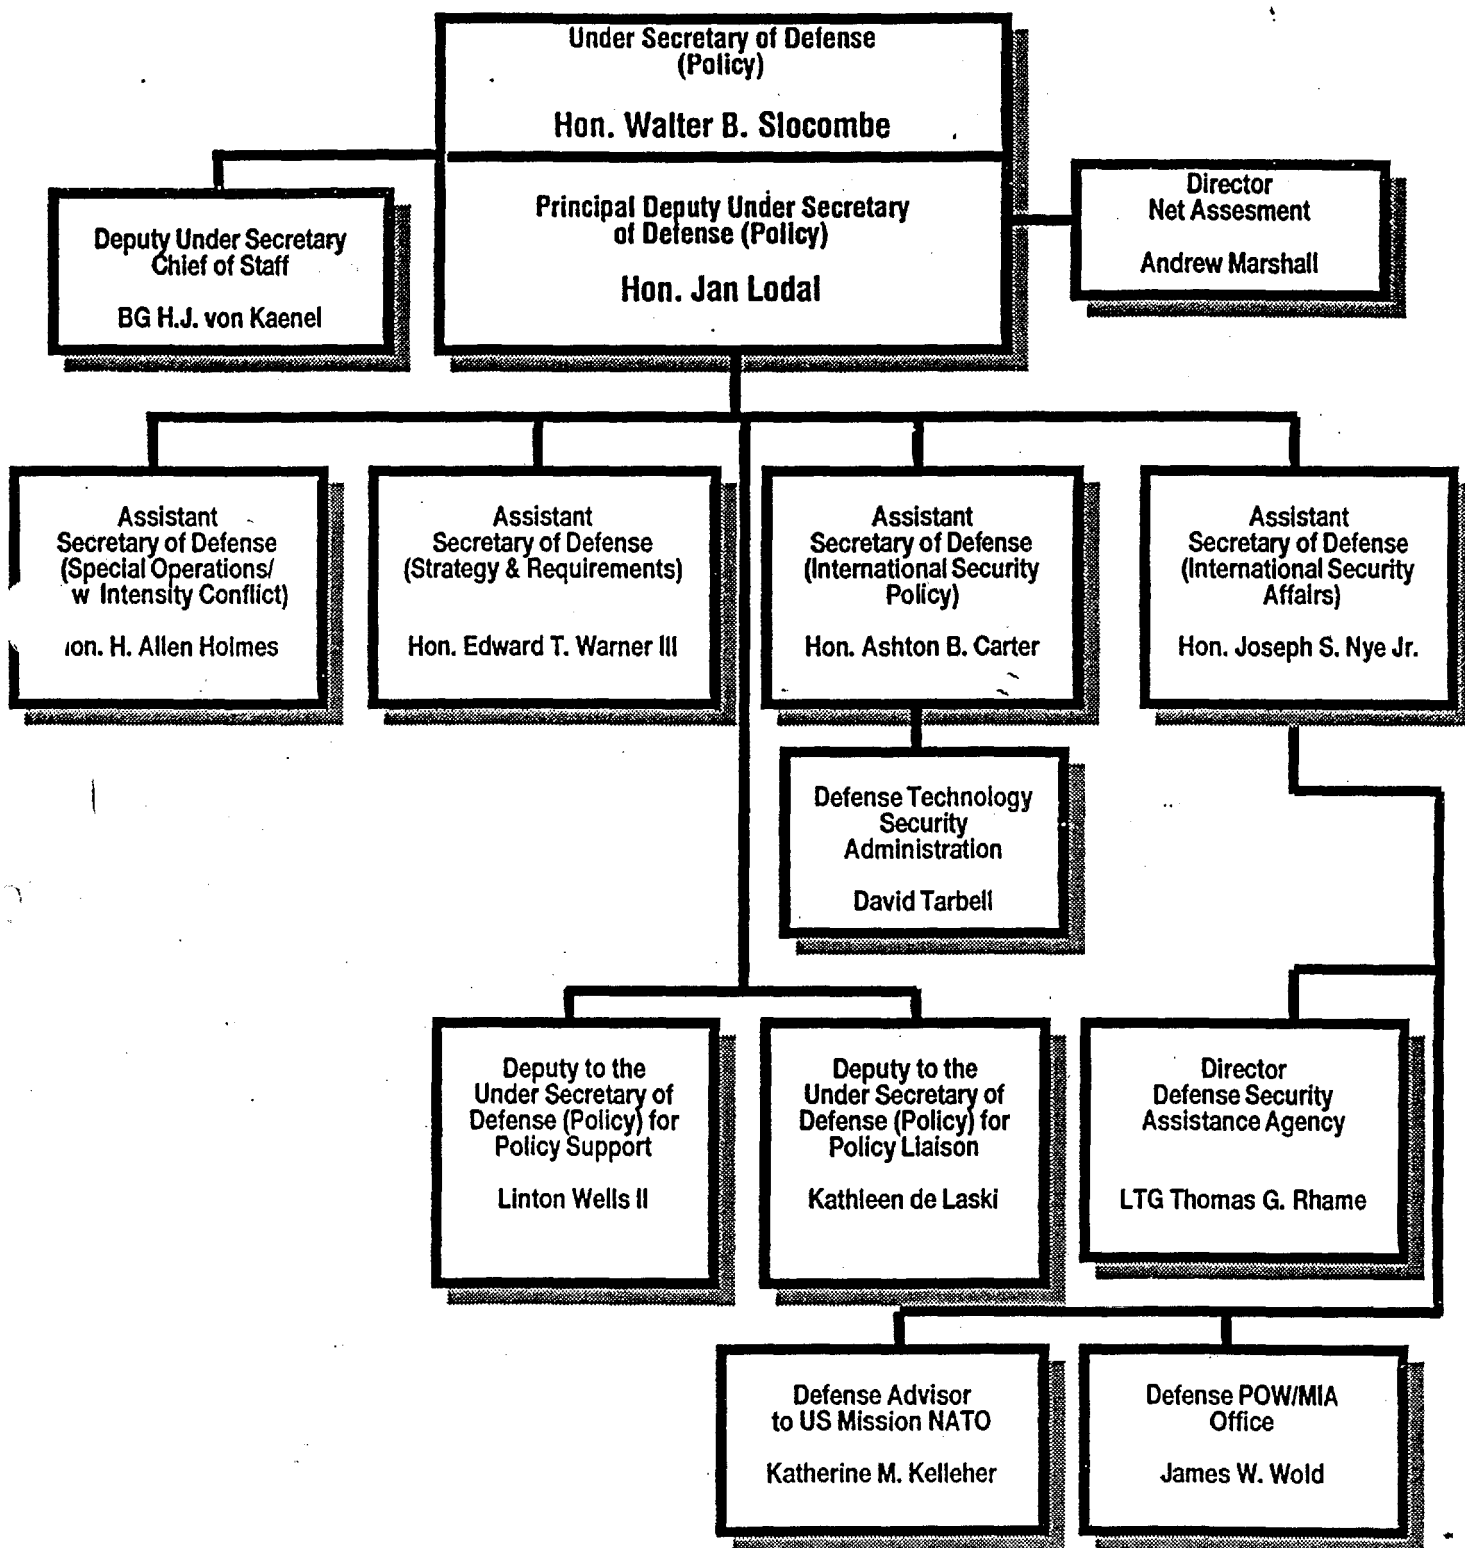 Under Secretary of Defense
(Policy)
Hon. Walter B. Slocombe
Principal Deputy Under Secretary
of Defense (Policy)
Hon. Jan Lodal
Deputy Under Secretary
Chief of Staff
BG H.J. von Kaenel
Director
Net Assesment
Andrew Marshall
Assistant
Secretary of Defense
(Special Operations/
w Intensity Conflict)
on. H. Allen Holmes
Assistant
Secretary of Defense
(Strategy & Requirements)
Hon. Edward T. Warner III
Assistant
Secretary of Defense
(International Security
Policy)
Hon. Ashton B. Carter
Assistant
Secretary of Defense
(International Security
Affairs)
Hon. Joseph S. Nye Jr.
Defense Technology
Security
Administration
David Tarbell
Deputy to the
Under Secretary of
Defense (Policy) for
Policy Support
Linton Wells II
Deputy to the
Under Secretary of
Defense (Policy) for
Policy Liaison
Kathleen de Laski
Director
Defense Security
Assistance Agency
LTG Thomas G. Rhame
Defense Advisor
to US Mission NATO
Katherine M. Kelleher
Defense POW/MIA
Office
James W. Wold